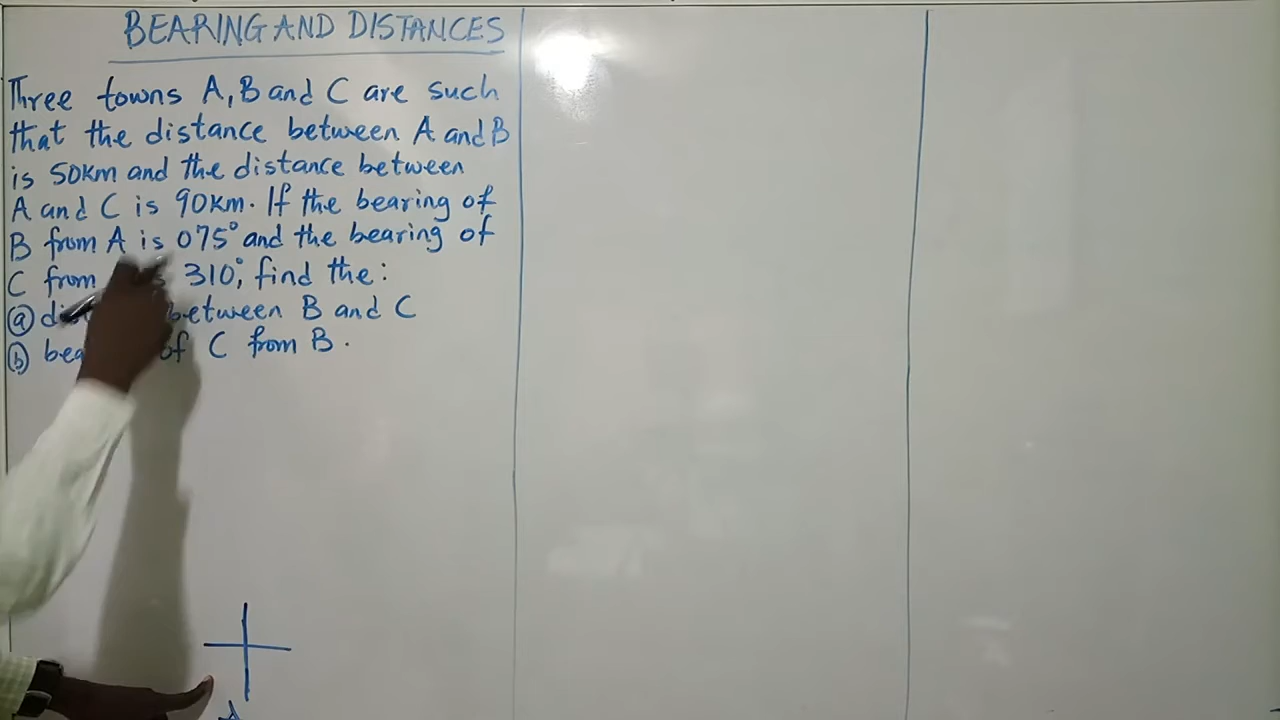 BEARING AND DISTANCES
Three towns A, B and C are such
that the distance between A and B
is 50km and the distance between
A and C is 90km. If the bearing of
B from A is 075° and the bearing of
C from 310°, find the:
(a) between B and C
(b) of C from B.
A